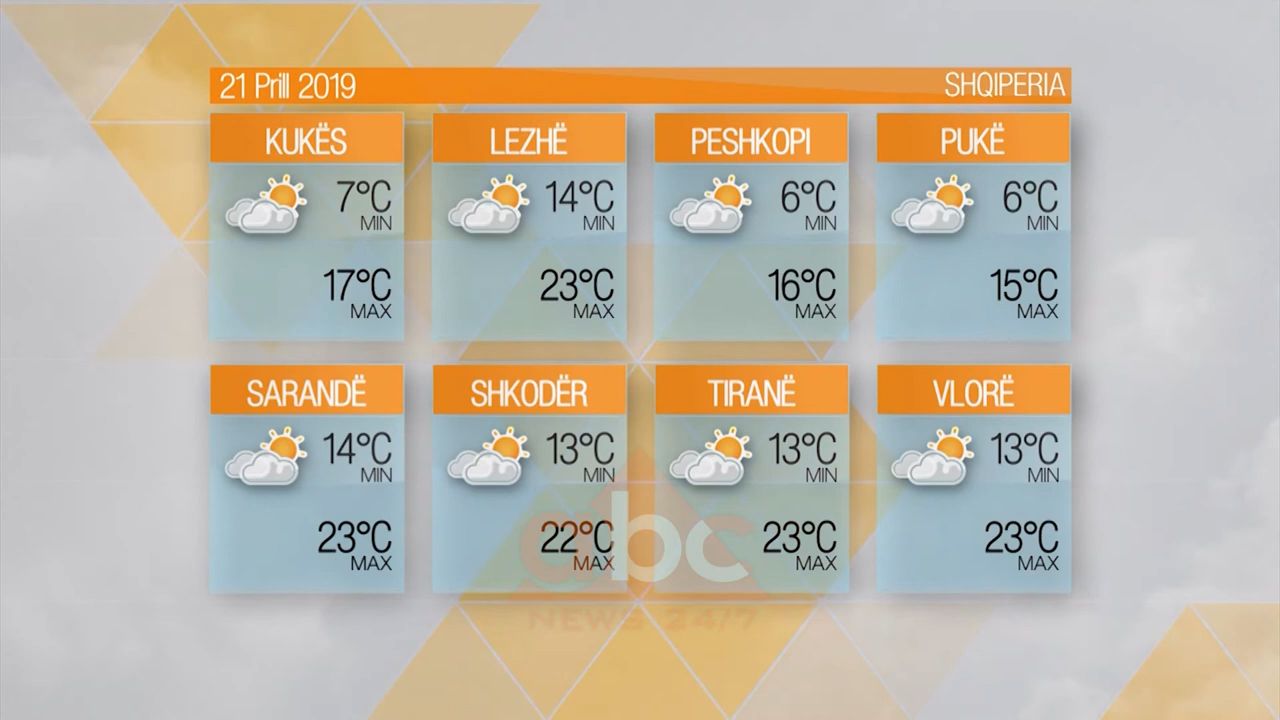 21 Prill 2019 SHQIPERIA
KUKËS
7°C
MIN
17°C
MAX
LEZHË
14°C
MIN
23°C
MAX
PESHKOPI
6°C
MIN
16°C
MAX
PUKË
6°C
MIN
15°C
MAX
SARANDË
14°C
MIN
23°C
MAX
SHKODËR
13°C
MIN
22°C
MAX
TIRANË
13°C
MIN
23°C
MAX
VLORË
13°C
MIN
23°C
MAX
abc
NEWS 24/7